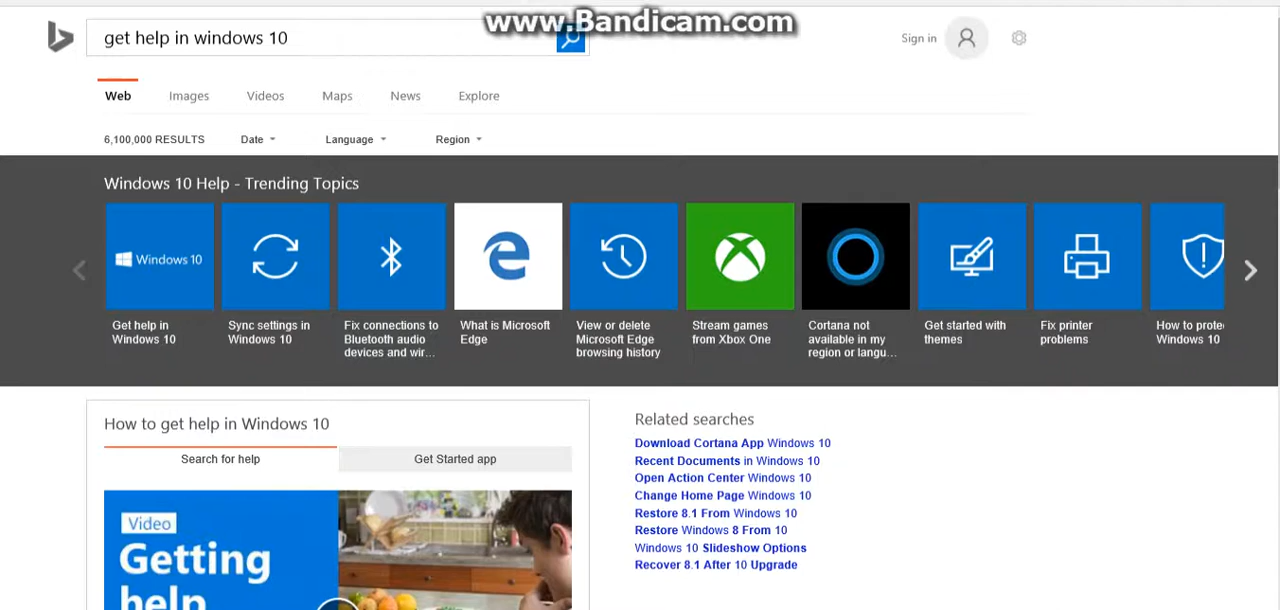 www.Bandicam.com
get help in windows 10
Sign in
Web Images Videos Maps News Explore
6,100,000 RESULTS Date Language Region
Windows 10 Help - Trending Topics
Windows 10
Get help in
Windows 10
Sync settings in
Windows 10
Fix connections to
Bluetooth audio
devices and wir...
What is Microsoft
Edge
View or delete
Microsoft Edge
browsing history
Stream games
from Xbox One
Cortana not
available in my
region or langu...
Get started with
themes
Fix printer
problems
How to prote
Windows 10
How to get help in Windows 10
Search for help Get Started app
Video
Getting
help
Related searches
Download Cortana App Windows 10
Recent Documents in Windows 10
Open Action Center Windows 10
Change Home Page Windows 10
Restore 8.1 From Windows 10
Restore Windows 8 From 10
Windows 10 Slideshow Options
Recover 8.1 After 10 Upgrade